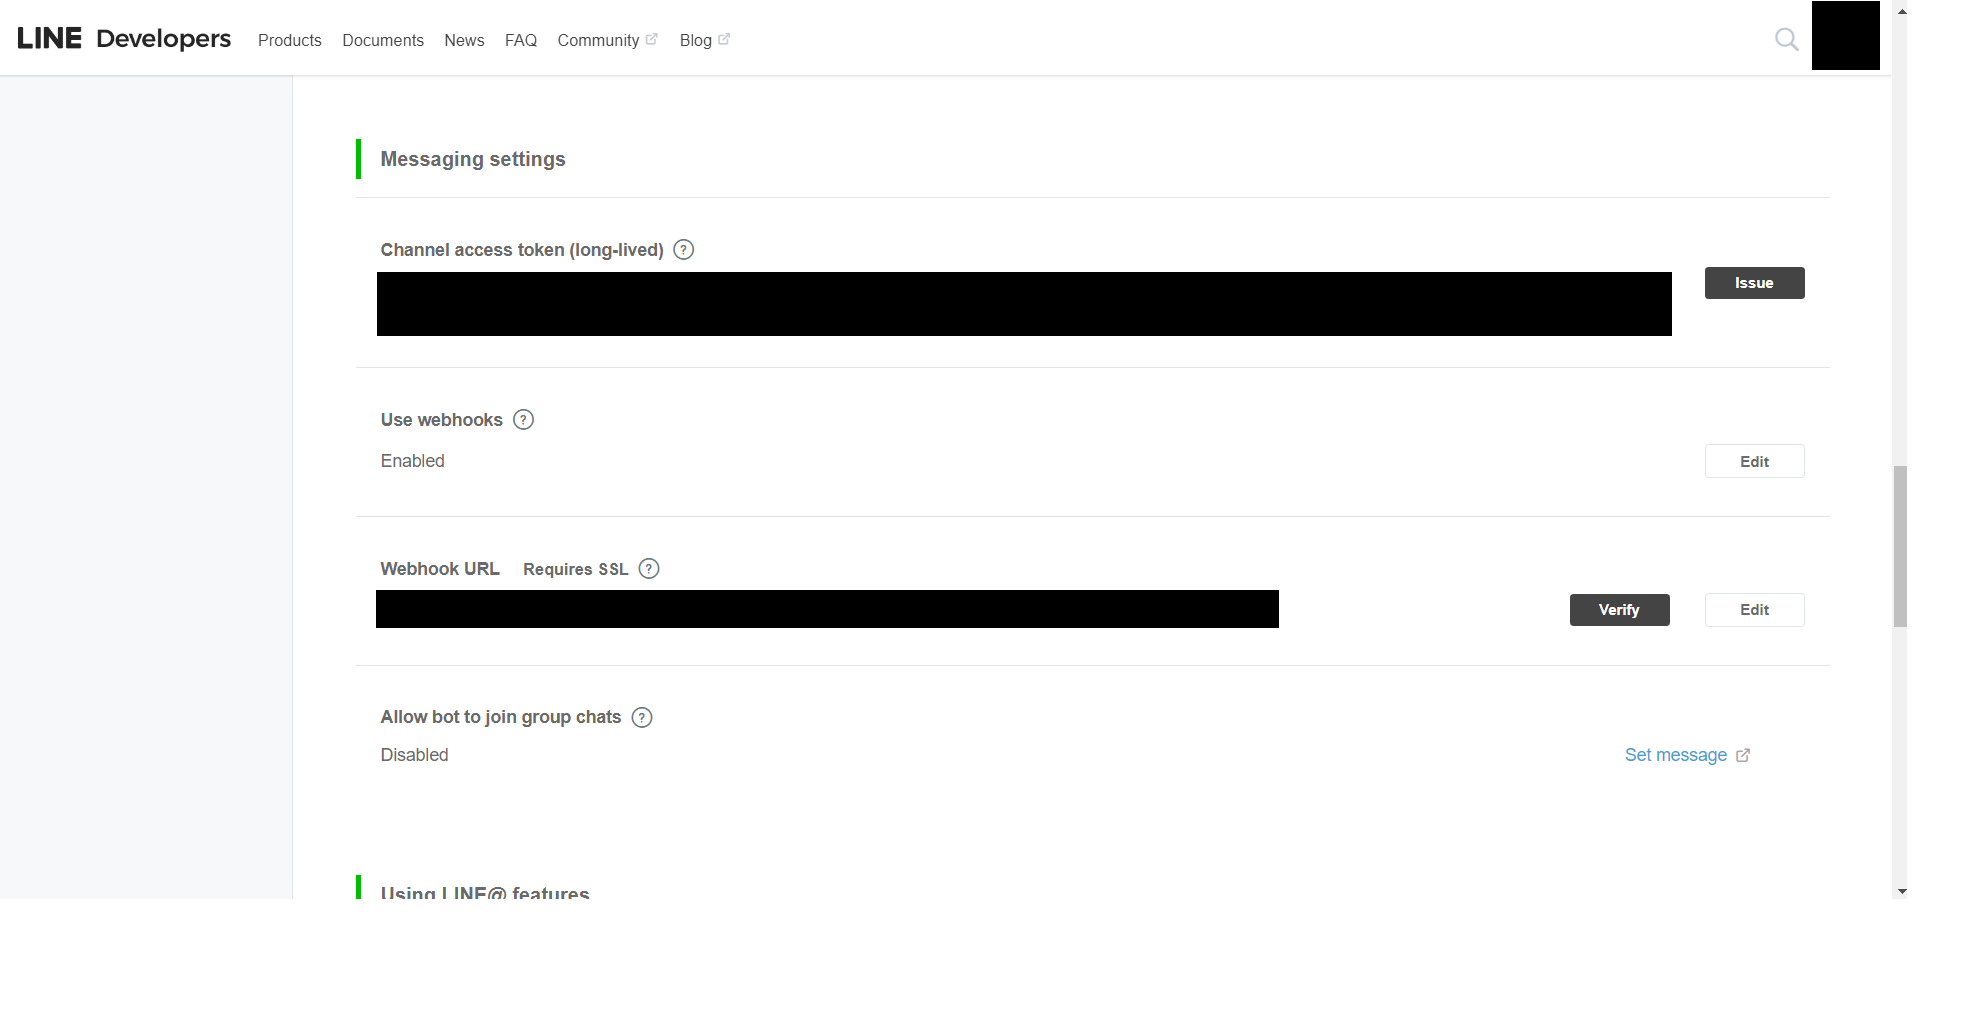 LINE Developers Products Documents News FAQ Community Blog
Messaging settings
Channel access token (long-lived) ?
Issue
Use webhooks ?
Enabled
Edit
Webhook URL Requires SSL ?
Verify Edit
Allow bot to join group chats ?
Disabled
Set message
Using LINE@ features